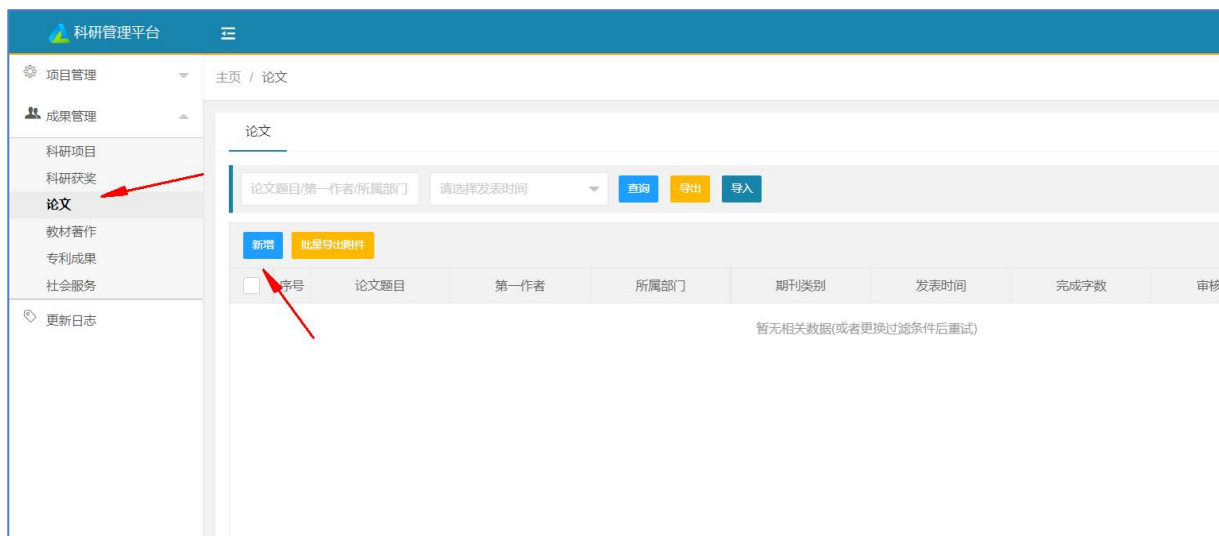 科研管理平台
项目管理
主页 / 论文
成果管理
论文
科研项目
科研获奖
论文题目/第一作者/所属部门 请选择发表时间 查询 导出 导入
论文
教材著作
新增 批量导出附件
专利成果
社会服务
序号 论文题目 第一作者 所属部门 期刊类别 发表时间 完成字数 审核
更新日志
暂无相关数据(或者更换过滤条件后重试)